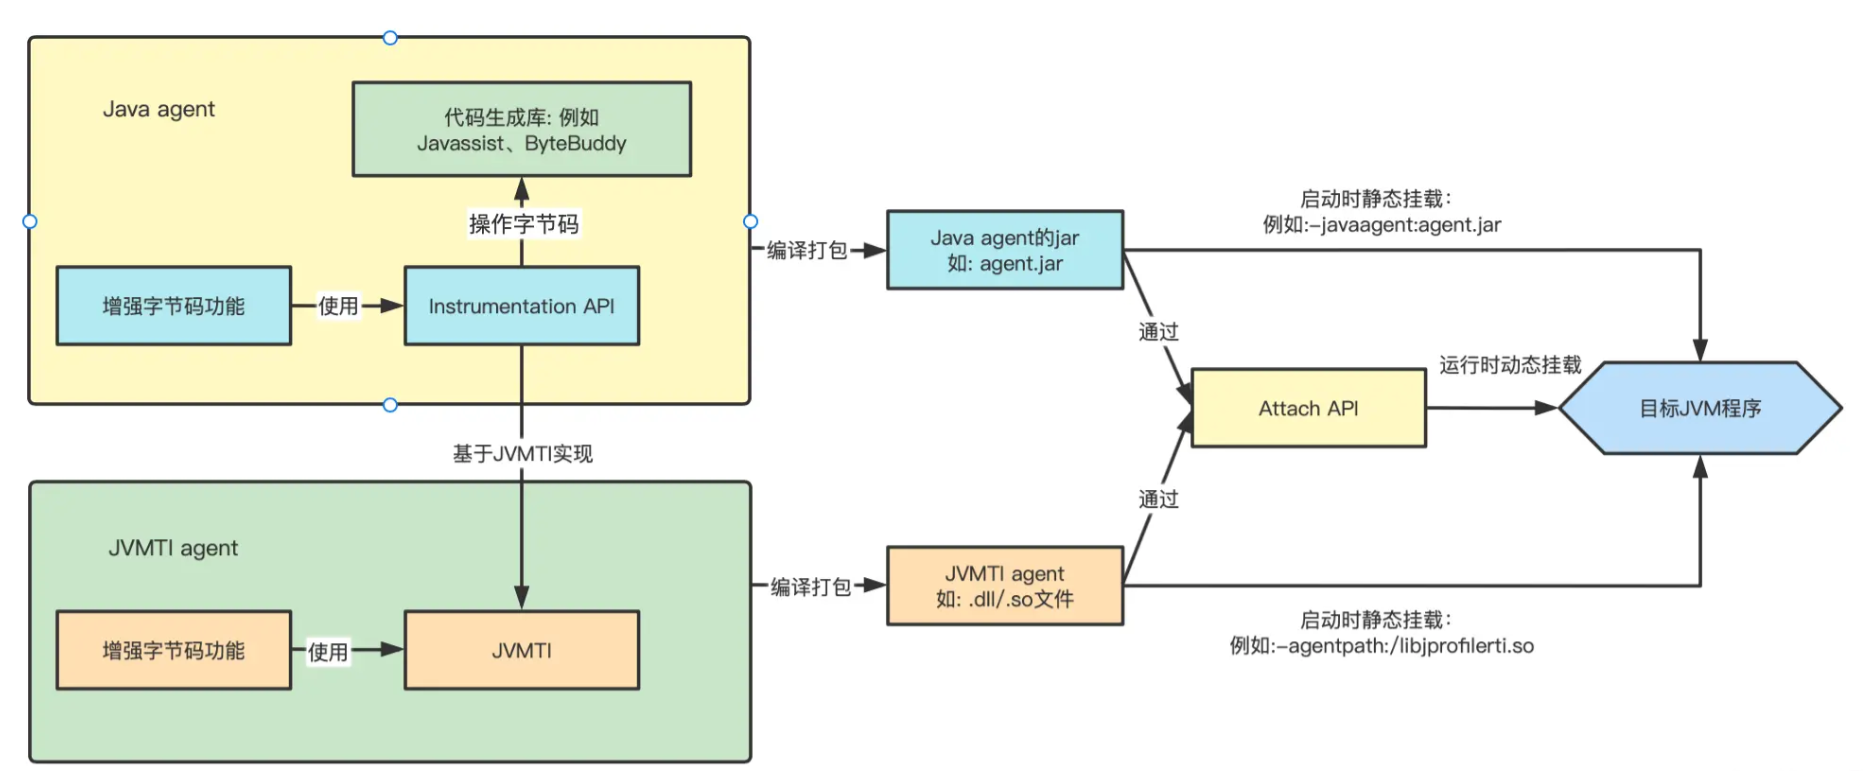 Java agent
代码生成库: 例如
Javassist、ByteBuddy
操作字节码
增强字节码功能
使用
Instrumentation API
基于JVMTI实现
JVMTI agent
增强字节码功能
使用
JVMTI
编译打包
Java agent的jar
如: agent.jar
启动时静态挂载：
例如:-javaagent:agent.jar
通过
Attach API
运行时动态挂载
目标JVM程序
通过
编译打包
JVMTI agent
如: .dll/.so文件
启动时静态挂载：
例如:-agentpath:/libjprofilerti.so